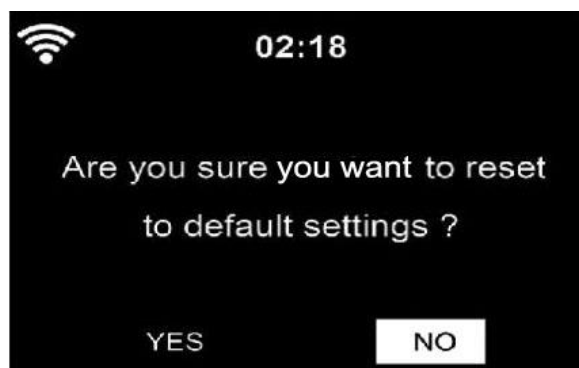 02:18
Are you sure you want to reset
to default settings ?
YES
NO